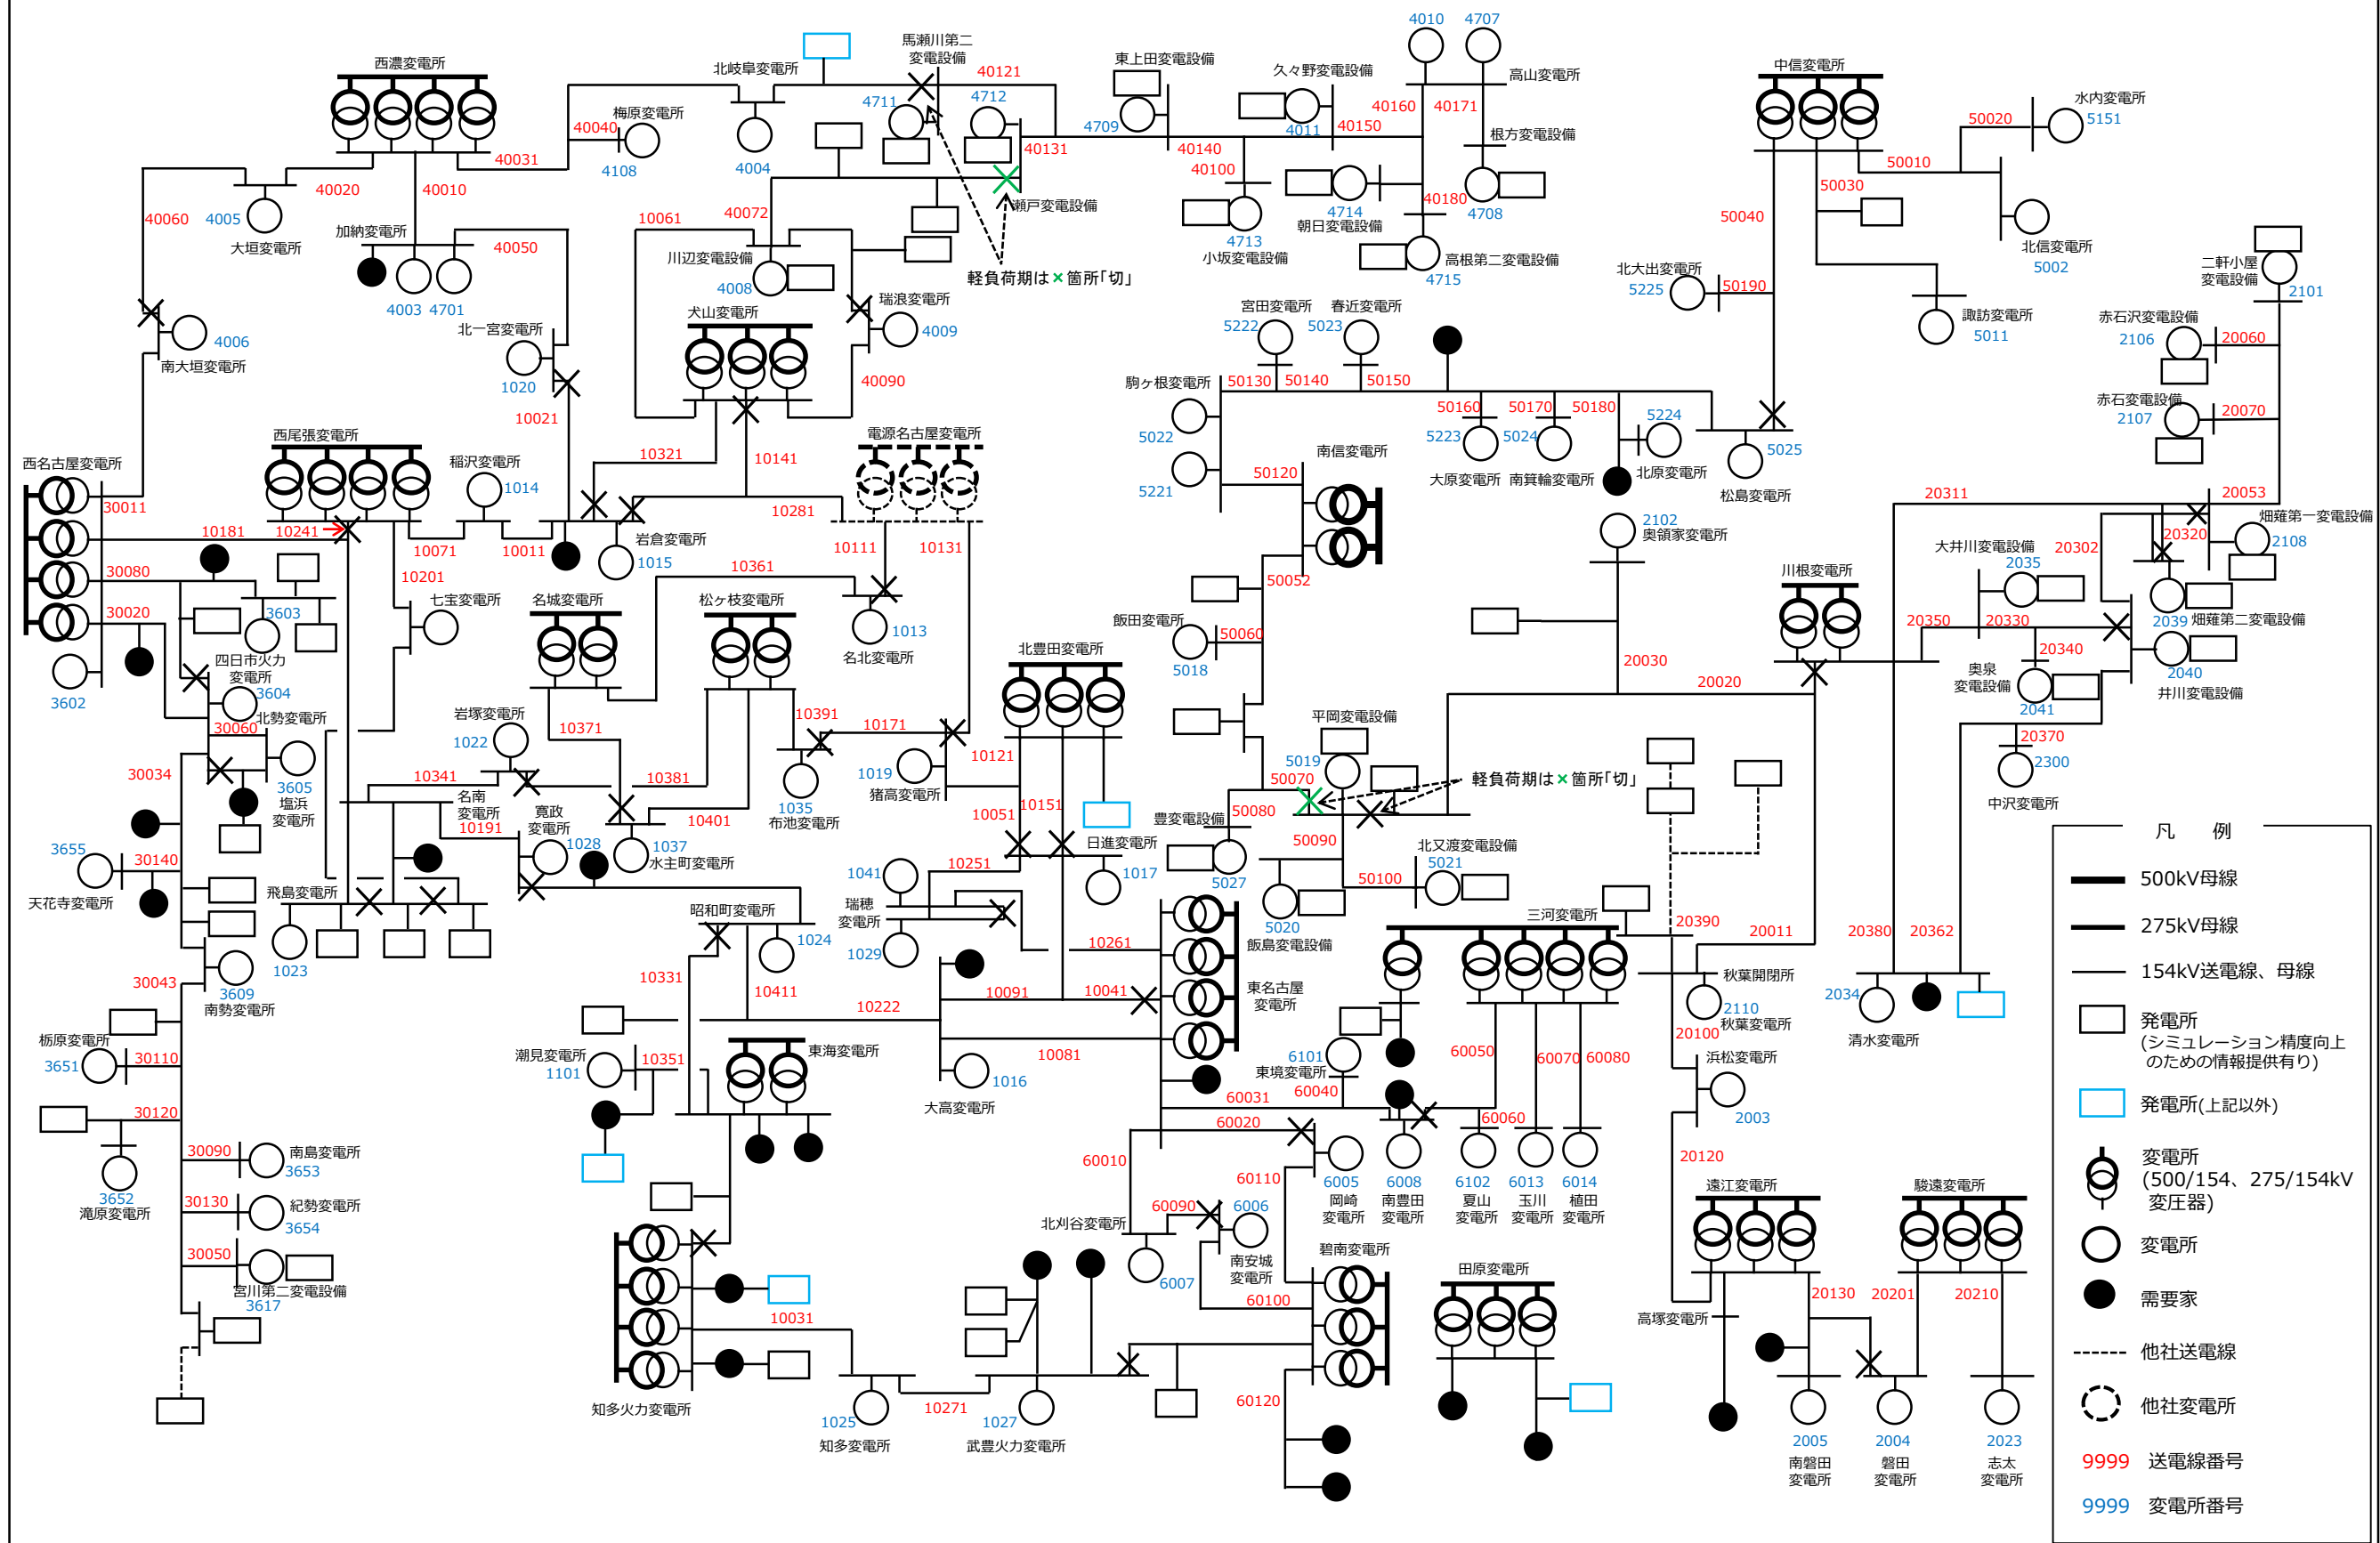 西濃変電所
北岐阜変電所
馬瀬川第二
変電設備
40121
東上田変電設備
久々野変電設備
4010
4707
高山変電所
中信変電所
水内変電所
5151
50020
梅原変電所
40040
4108
40031
4004
4711
4712
40131
4709
40140
40100
4011
40150
40160
40171
根方変電設備
4708
40180
4714
朝日変電設備
4713
小坂変電設備
高根第二変電設備
4715
瀬戸変電設備
軽負荷期は×箇所「切」
40020
40010
40060
4005
大垣変電所
加納変電所
4003
4701
40050
10061
40072
川辺変電設備
4008
瑞浪変電所
4009
犬山変電所
40090
北一宮変電所
1020
10021
4006
南大垣変電所
50010
50030
50040
北信変電所
5002
北大出変電所
5225
50190
諏訪変電所
5011
二軒小屋
変電設備
2101
赤石沢変電設備
2106
20060
赤石変電設備
2107
20070
宮田変電所
5222
春近変電所
5023
駒ヶ根変電所
50130
50140
50150
5022
5221
50160
50170
50180
5223
5024
5224
大原変電所
南箕輪変電所
北原変電所
5025
松島変電所
50120
南信変電所
西名古屋変電所
西尾張変電所
稲沢変電所
1014
10321
10141
電源名古屋変電所
30011
10181
10241
10071
10011
10281
岩倉変電所
1015
10111
10131
30080
30020
10201
3603
四日市火力
変電所
3602
3604
北勢変電所
30060
3605
塩浜
変電所
30034
七宝変電所
名城変電所
松ヶ枝変電所
10361
1013
名北変電所
岩塚変電所
1022
10371
10391
10171
10121
1019
猪高変電所
10341
10381
1035
布池変電所
名南
変電所
10191
寛政
変電所
1028
1037
水主町変電所
10401
北豊田変電所
10051
10151
日進変電所
1017
10251
1041
瑞穂
変電所
1029
50052
飯田変電所
50060
5018
2102
奥領家変電所
20030
20020
川根変電所
20311
20053
20302
20320
畑薙第一変電設備
2108
大井川変電設備
2035
20350
20330
2039
畑薙第二変電設備
20340
奥泉
変電設備
2041
2040
井川変電設備
20370
2300
中沢変電所
平岡変電設備
5019
50070
50080
豊変電設備
5027
50090
軽負荷期は×箇所「切」
北又渡変電設備
5021
50100
5020
飯島変電設備
3655
30140
天花寺変電所
飛島変電所
1023
3609
南勢変電所
30043
栃原変電所
3651
30110
30120
3652
滝原変電所
30090
南島変電所
3653
30130
紀勢変電所
3654
30050
宮川第二変電設備
3617
昭和町変電所
1024
10331
10411
10222
10261
10091
10041
東名古屋
変電所
10081
1016
大高変電所
潮見変電所
1101
10351
東海変電所
三河変電所
20390
20011
秋葉開閉所
2110
秋葉変電所
20100
浜松変電所
2003
20120
20380
20362
2034
清水変電所
6101
東境変電所
60040
60050
60070
60080
60031
60020
60060
60010
60110
6005
岡崎
変電所
6008
南豊田
変電所
6102
夏山
変電所
6013
玉川
変電所
6014
植田
変電所
60090
6006
南安城
変電所
北刈谷変電所
6007
碧南変電所
60100
60120
田原変電所
遠江変電所
駿遠変電所
高塚変電所
20130
20201
20210
2005
南磐田
変電所
2004
磐田
変電所
2023
志太
変電所
知多火力変電所
10031
1025
知多変電所
10271
1027
武豊火力変電所
凡 例
500kV母線
275kV母線
154kV送電線、母線
発電所
(シミュレーション精度向上
のための情報提供有り)
発電所(上記以外)
変電所
(500/154、275/154kV
変圧器)
変電所
需要家
他社送電線
他社変電所
9999 送電線番号
9999 変電所番号